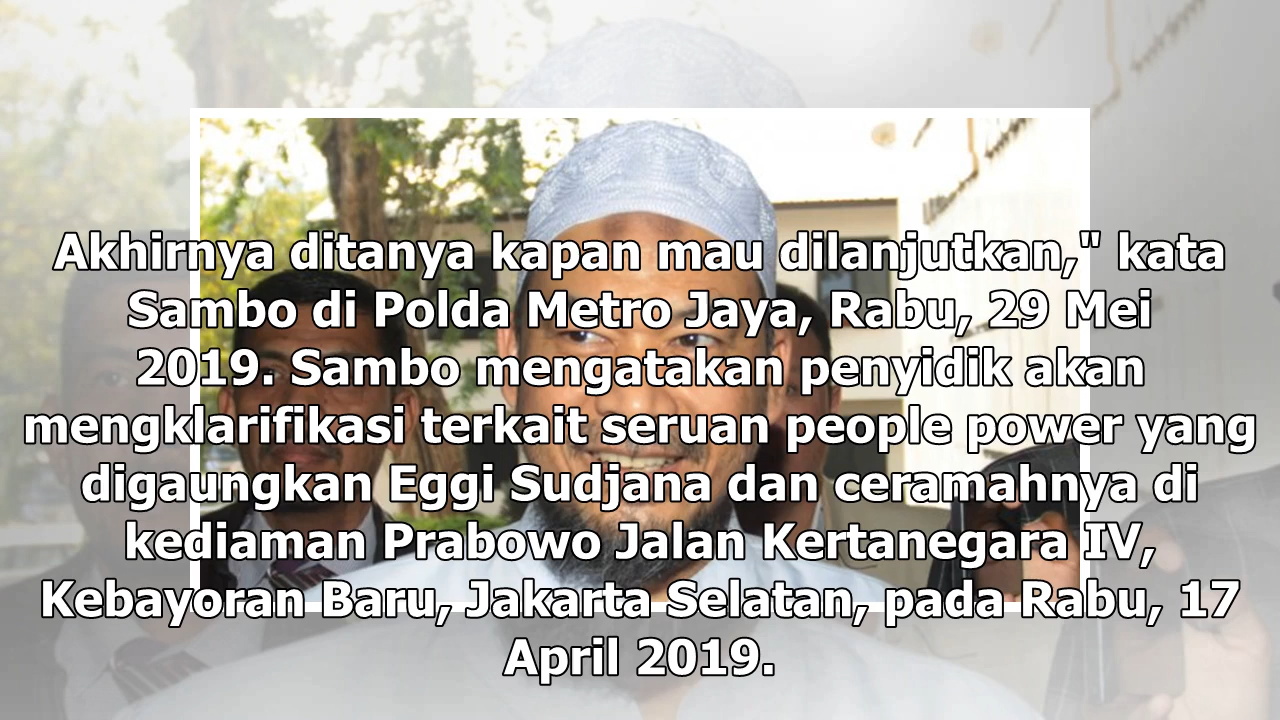 Akhirnya ditanya kapan mau dilanjutkan," kata
Sambo di Polda Metro Jaya, Rabu, 29 Mei
2019. Sambo mengatakan penyidik akan
mengklarifikasi terkait seruan people power yang
digaungkan Eggi Sudjana dan ceramahnya di
kediaman Prabowo Jalan Kertanegara IV,
Kebayoran Baru, Jakarta Selatan, pada Rabu, 17
April 2019.